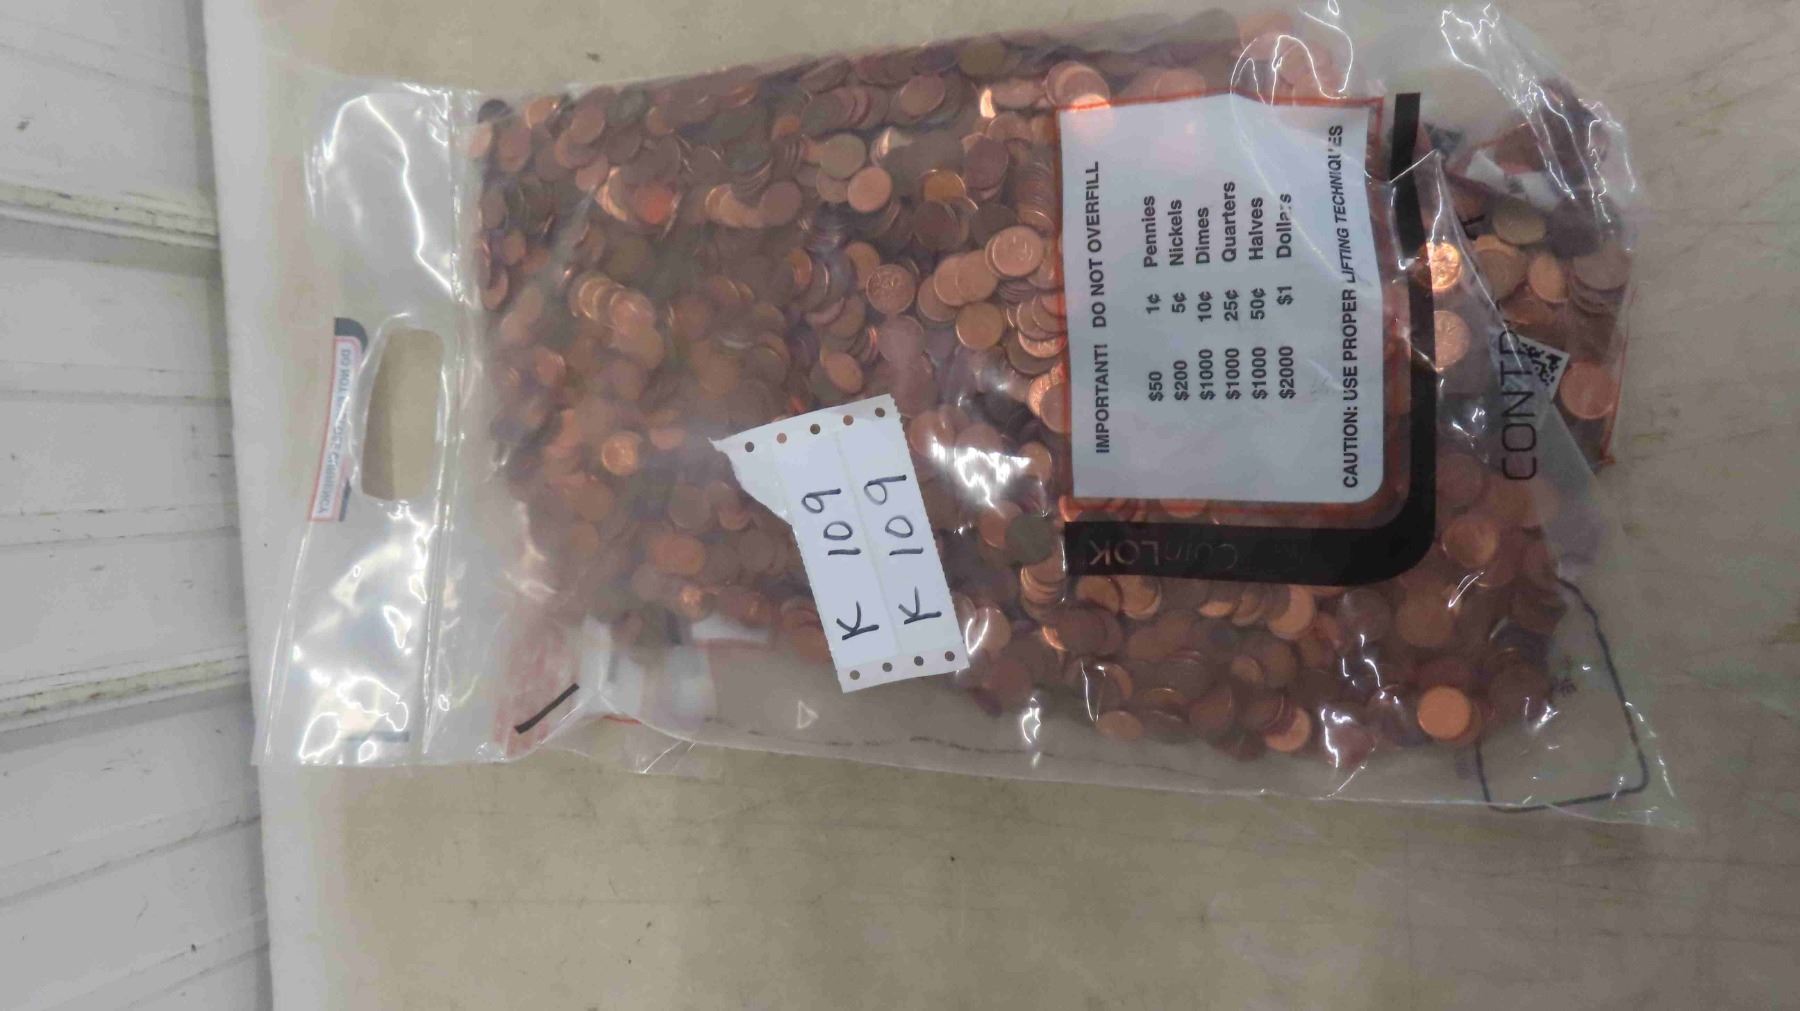 IMPORTANT! DO NOT OVERFILL
$50 1¢ Pennies
$200 5¢ Nickels
$1000 10¢ Dimes
$1000 25¢ Quarters
$1000 50¢ Halves
$2000 $1 Dollars
CAUTION: USE PROPER LIFTING TECHNIQUES
CoinLOK
K 109
K 109